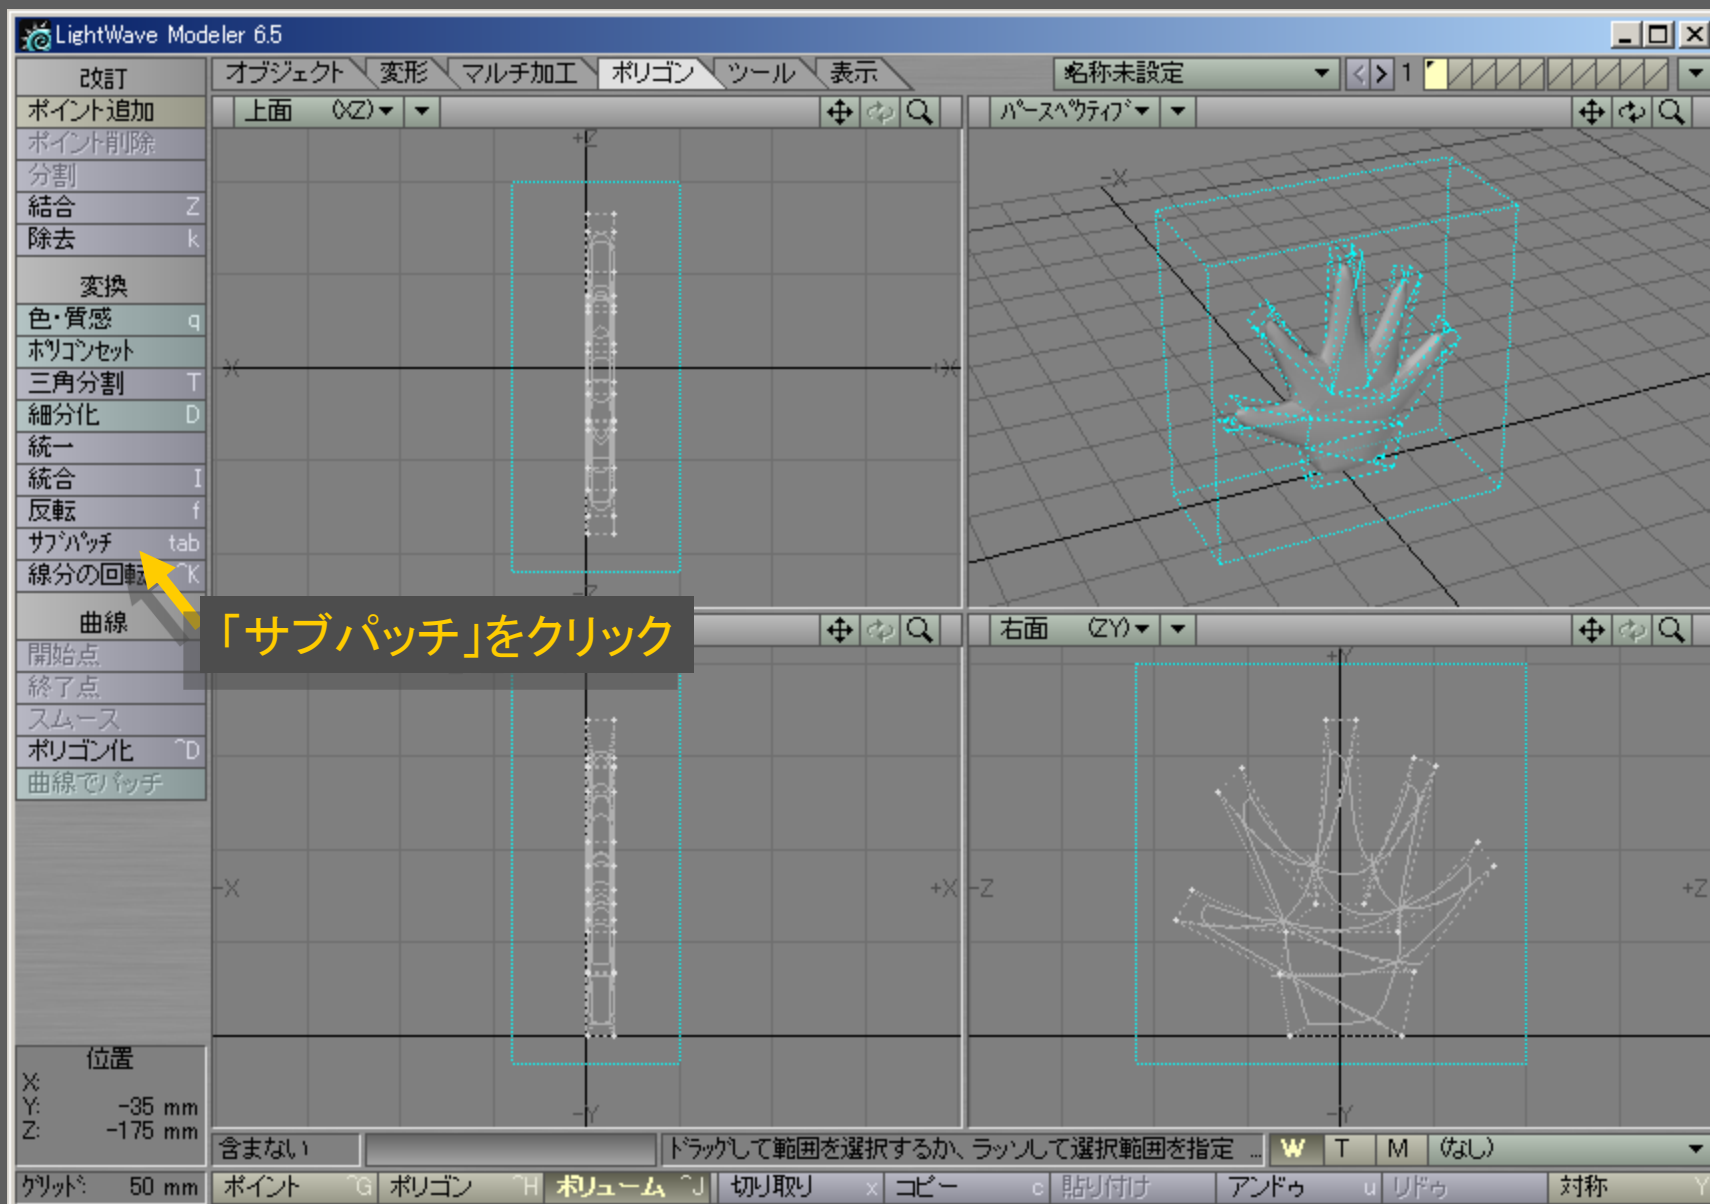 LightWave Modeler 6.5
改訂
オブジェクト 変形 マルチ加工 ポリゴン ツール 表示
名称未設定
1
ポイント追加
ポイント削除
分割
結合 Z
除去 k
変換
色・質感 q
ポリゴンセット
三角分割 T
細分化 D
統一
統合 I
反転 f
サブパッチ tab
線分の回転 ^K
曲線
開始点
終了点
スムース
ポリゴン化 ^D
曲線でパッチ
上面 (XZ)
+Z
-X
+X
-Z
パースペクティブ
-X
「サブパッチ」をクリック
-X
+X
-Y
右面 (ZY)
+Y
-Z
+Z
-Y
位置
X:
Y: -35 mm
Z: -175 mm
グリッド: 50 mm
含まない
ドラッグして範囲を選択するか、ラッソして選択範囲を指定 ...
W T M (なし)
ポイント ^G ポリゴン ^H ボリューム ^J 切り取り x コピー c 貼り付け アンドゥ u リドゥ 対称 Y